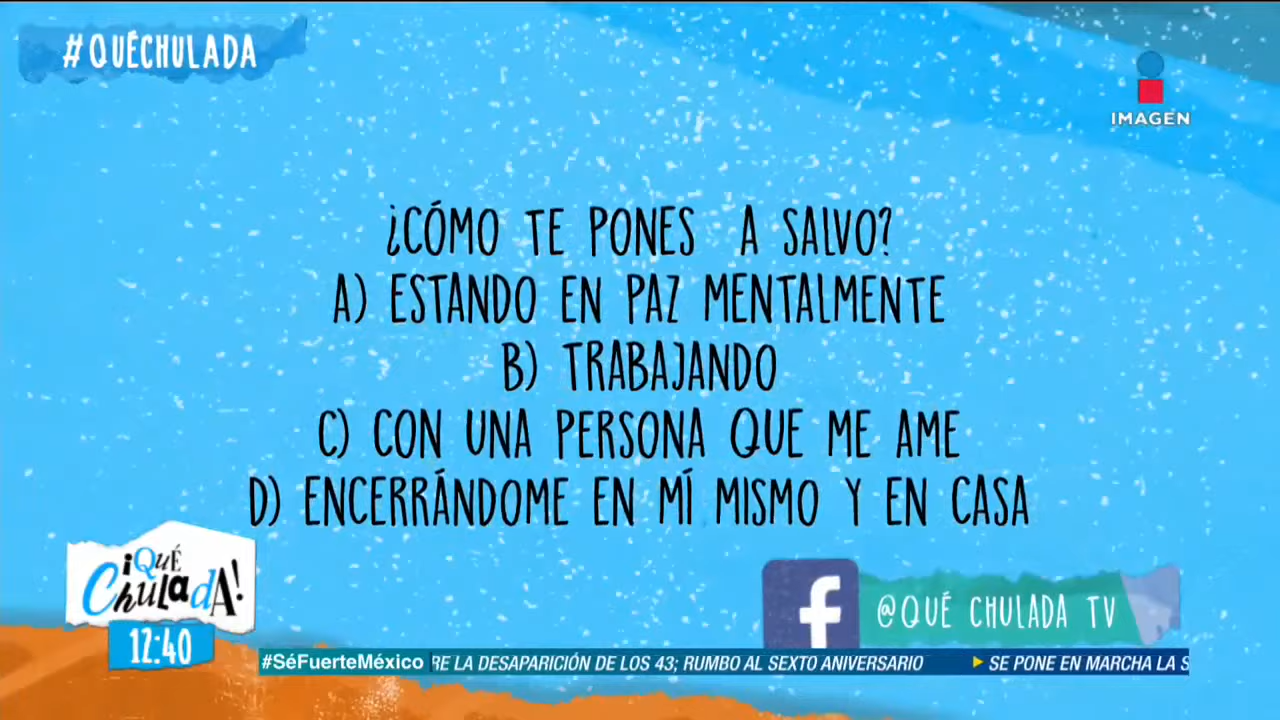 #QUÉCHULADA
IMAGEN
¿CÓMO TE PONES A SALVO?
A) ESTANDO EN PAZ MENTALMENTE
B) TRABAJANDO
C) CON UNA PERSONA QUE ME AME
D) ENCERRÁNDOME EN MÍ MISMO Y EN CASA
¡QUÉ
CHULADA!
@QUÉ CHULADA TV
12:40
#SéFuerteMéxico RE LA DESAPARICIÓN DE LOS 43; RUMBO AL SEXTO ANIVERSARIO SE PONE EN MARCHA LA S